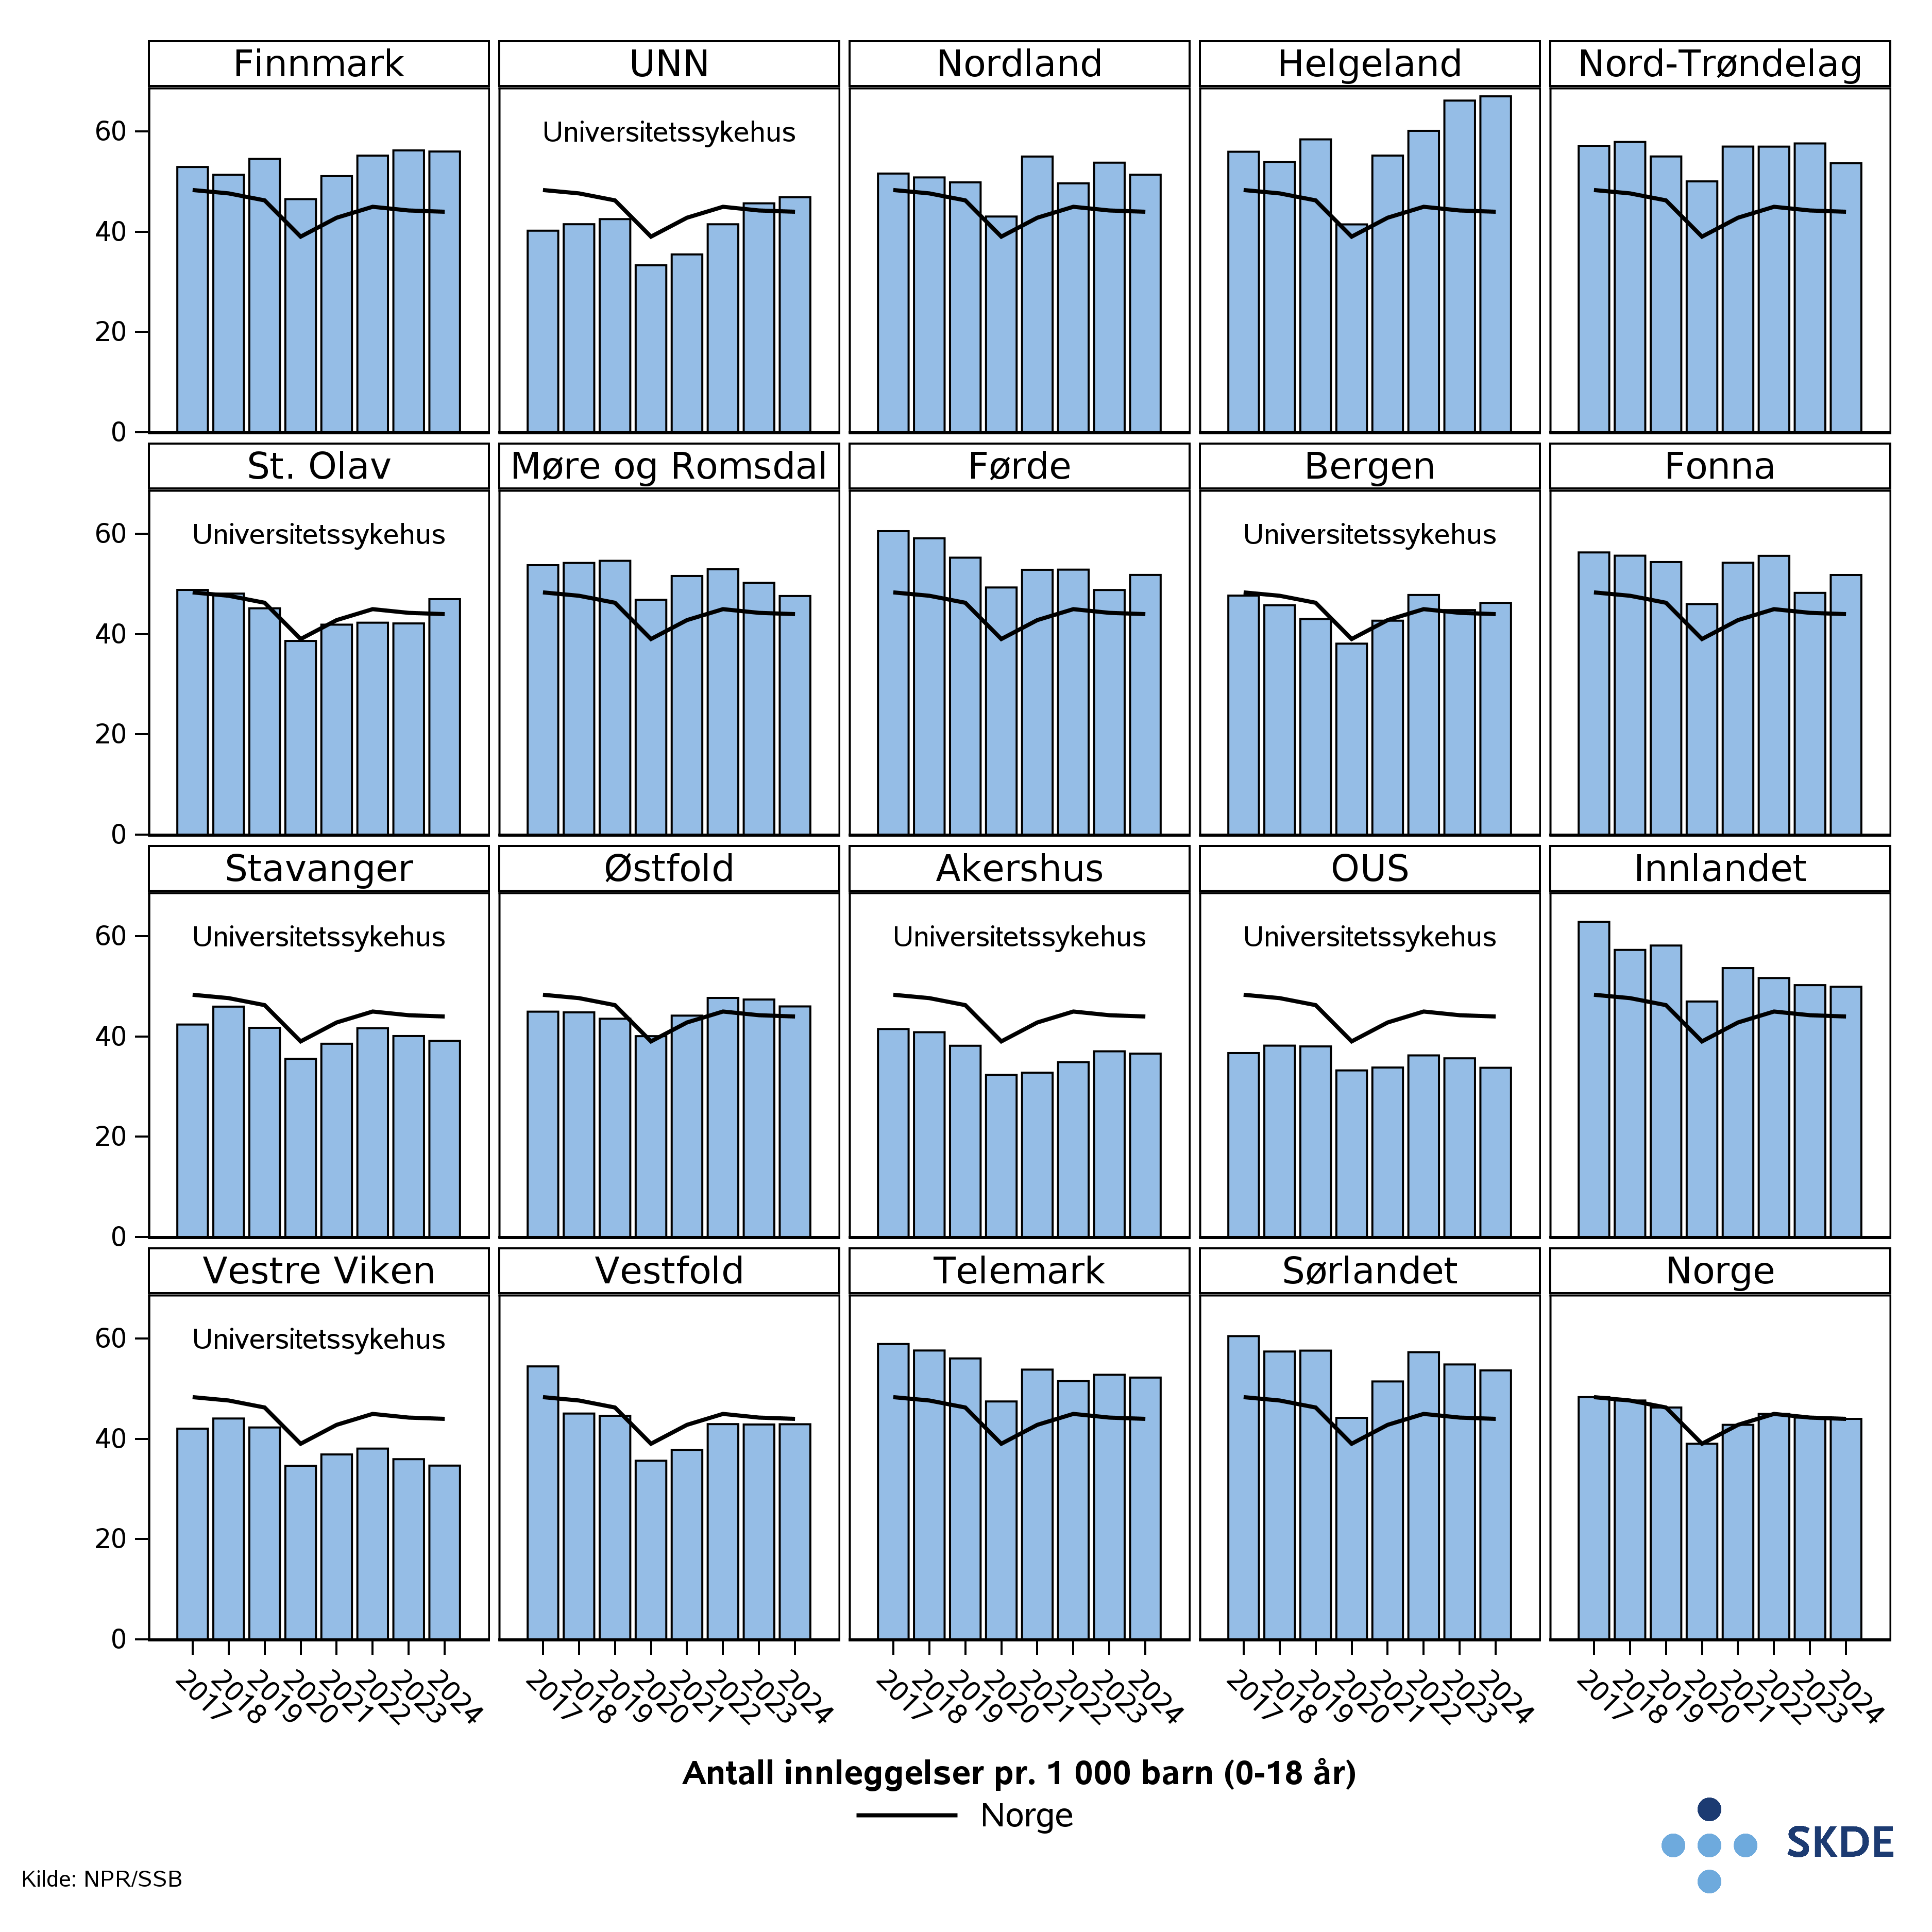 Finnmark
UNN
Nordland
Helgeland
Nord-Trøndelag
60
40
20
0
Universitetssykehus
St. Olav
Møre og Romsdal
Førde
Bergen
Fonna
60
40
20
0
Universitetssykehus
Universitetssykehus
Stavanger
Østfold
Akershus
OUS
Innlandet
60
40
20
0
Universitetssykehus
Universitetssykehus
Universitetssykehus
Vestre Viken
Vestfold
Telemark
Sørlandet
Norge
60
40
20
0
Universitetssykehus
2017 2018 2019 2020 2021 2022 2023 2024
2017 2018 2019 2020 2021 2022 2023 2024
2017 2018 2019 2020 2021 2022 2023 2024
2017 2018 2019 2020 2021 2022 2023 2024
2017 2018 2019 2020 2021 2022 2023 2024
Antall innleggelser pr. 1 000 barn (0-18 år)
Norge
SKDE
Kilde: NPR/SSB